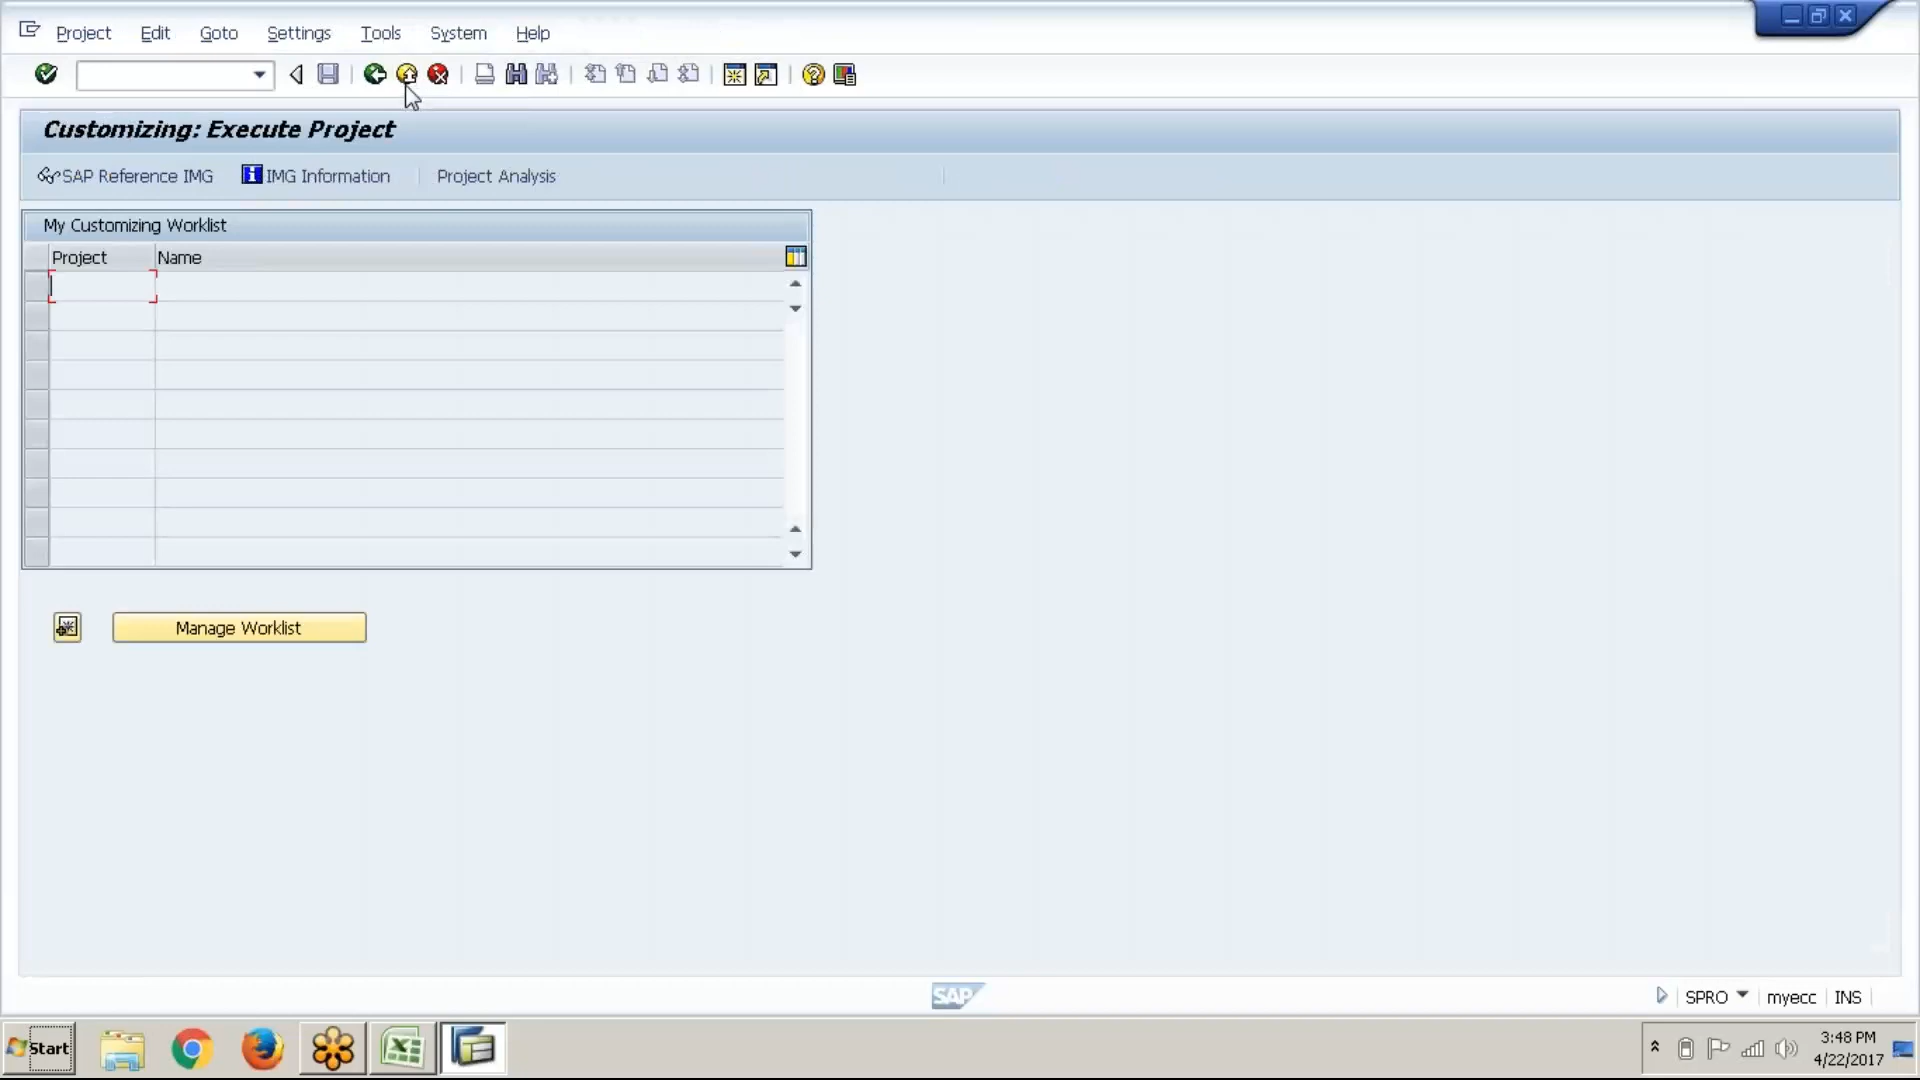 Project Edit Goto Settings Tools System Help
Customizing: Execute Project
SAP Reference IMG IMG Information Project Analysis
My Customizing Worklist
Project Name
Manage Worklist
SAP
SPRO myecc INS
Start
3:48 PM
4/22/2017